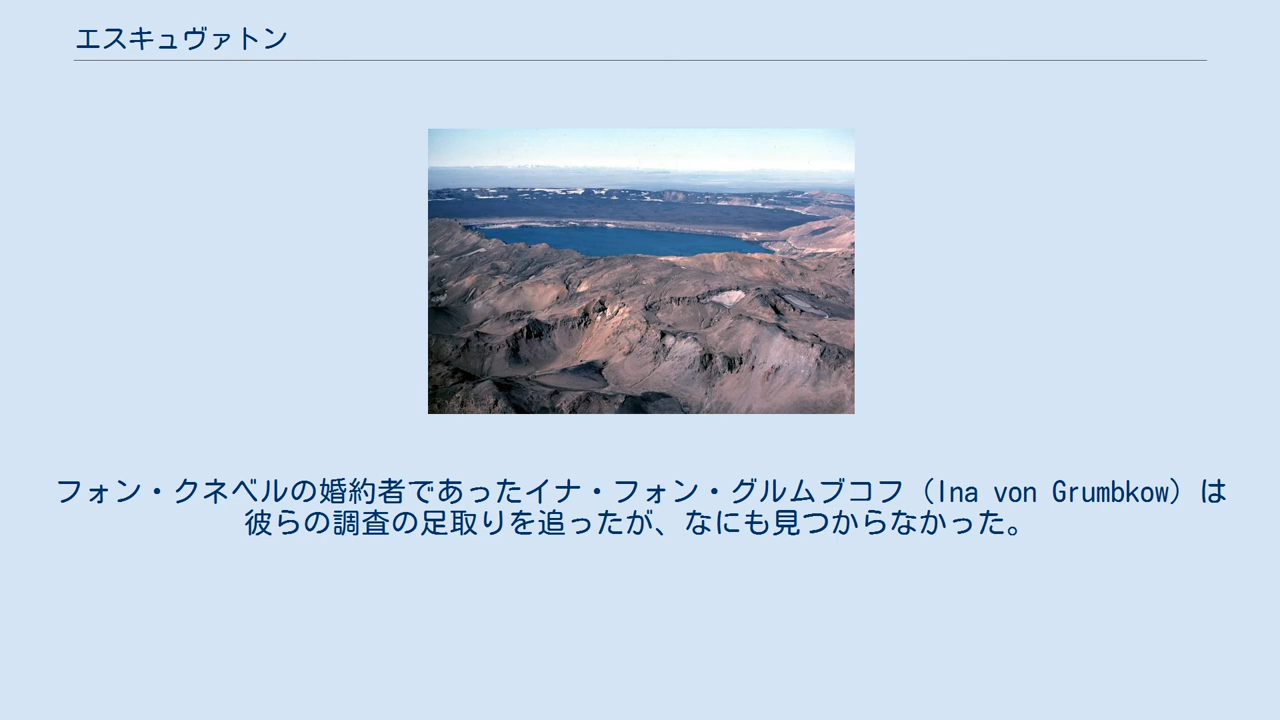 エスキュヴァトン
フォン・クネベルの婚約者であったイナ・フォン・グルムブコフ（Ina von Grumbkow）は
彼らの調査の足取りを追ったが、なにも見つからなかった。